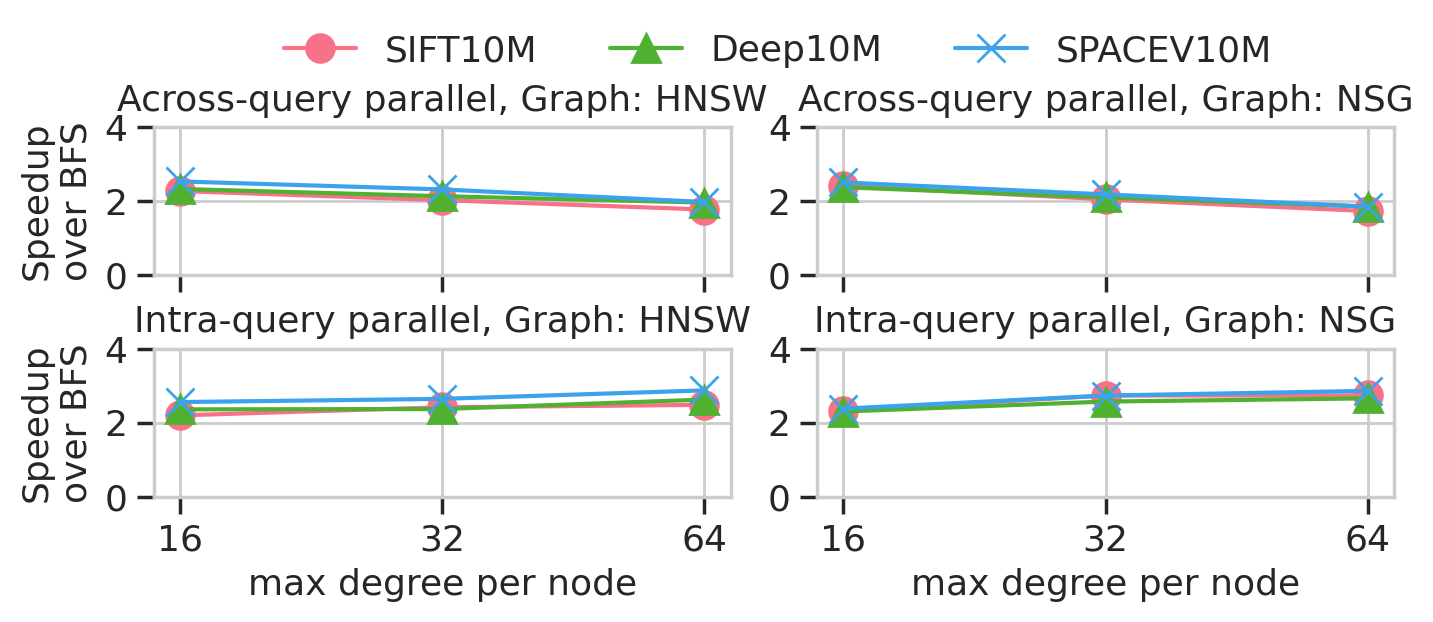 SIFT10M Deep10M SPACEV10M
Across-query parallel, Graph: HNSW
Across-query parallel, Graph: NSG
Speedup
over BFS
4
2
0
4
2
0
Intra-query parallel, Graph: HNSW
Intra-query parallel, Graph: NSG
Speedup
over BFS
4
2
0
4
2
0
16 32 64
16 32 64
max degree per node
max degree per node